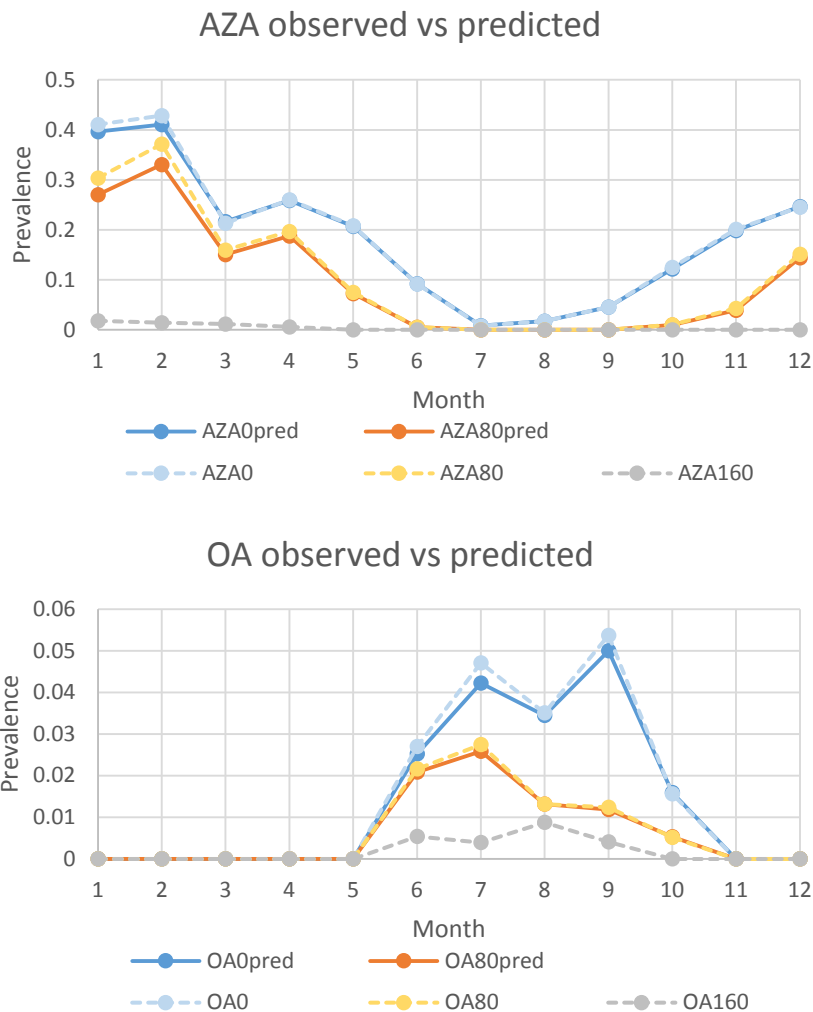 AZA observed vs predicted
0.5
0.4
0.3
0.2
0.1
0
Prevalence
1 2 3 4 5 6 7 8 9 10 11 12
Month
AZA0pred AZA80pred
AZA0 AZA80 AZA160
OA observed vs predicted
0.06
0.05
0.04
0.03
0.02
0.01
0
Prevalence
1 2 3 4 5 6 7 8 9 10 11 12
Month
OA0pred OA80pred
OA0 OA80 OA160